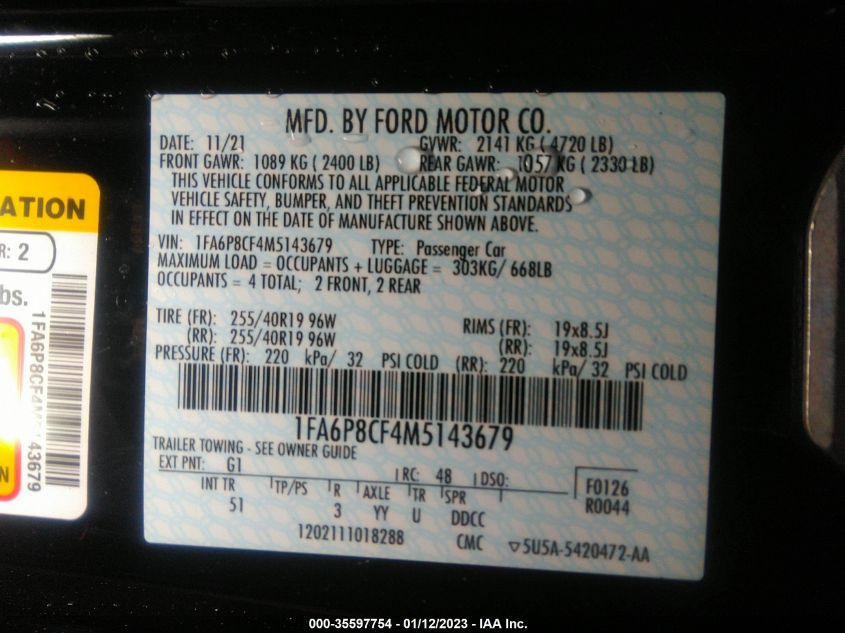 MFD. BY FORD MOTOR CO.
DATE: 11/21 GVWR: 2141 KG ( 4720 LB)
FRONT GAWR: 1089 KG ( 2400 LB) REAR GAWR: 1057 KG ( 2330 LB)
THIS VEHICLE CONFORMS TO ALL APPLICABLE FEDERAL MOTOR
VEHICLE SAFETY, BUMPER, AND THEFT PREVENTION STANDARDS
IN EFFECT ON THE DATE OF MANUFACTURE SHOWN ABOVE.
VIN: 1FA6P8CF4M5143679 TYPE: Passenger Car
MAXIMUM LOAD = OCCUPANTS + LUGGAGE = 303KG/ 668LB
OCCUPANTS = 4 TOTAL; 2 FRONT, 2 REAR
TIRE (FR): 255/40R19 96W RIMS (FR): 19x8.5J
(RR): 255/40R19 96W (RR): 19x8.5J
PRESSURE (FR): 220 kPa/ 32 PSI COLD (RR): 220 kPa/ 32 PSI COLD
1FA6P8CF4M5143679
TRAILER TOWING - SEE OWNER GUIDE
EXT PNT: G1 RC: 48 DSO: F0126
INT TR TP/PS R AXLE TR SPR R0044
51 3 YY U DDCC
1202111018288 CMC 5U5A-5420472-AA
ATION
R: 2
bs.
1FA6P8CF4M5143679
N
000-35597754 - 01/12/2023 - IAA Inc.